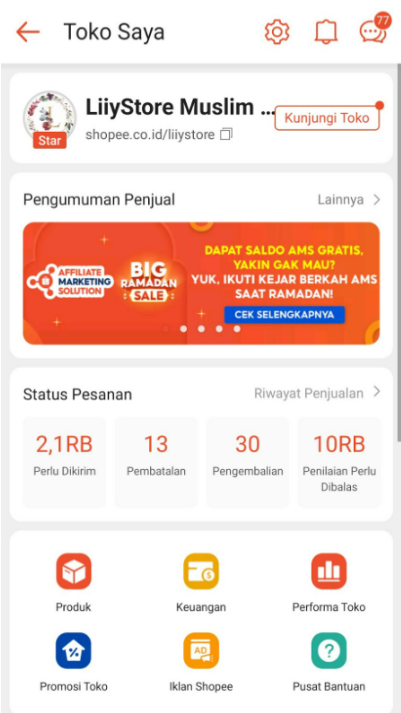 Toko Saya
77
LiiyStore Muslim ...
Star
shopee.co.id/liiystore
Kunjungi Toko
Pengumuman Penjual
Lainnya >
AFFILIATE
MARKETING
SOLUTION
BIG
RAMADAN
SALE
DAPAT SALDO AMS GRATIS,
YAKIN GAK MAU?
YUK, IKUTI KEJAR BERKAH AMS
SAAT RAMADAN!
CEK SELENGKAPNYA
Status Pesanan
Riwayat Penjualan >
2,1RB
Perlu Dikirim
13
Pembatalan
30
Pengembalian
10RB
Penilaian Perlu
Dibalas
Produk
Keuangan
Performa Toko
AD
Promosi Toko
Iklan Shopee
Pusat Bantuan